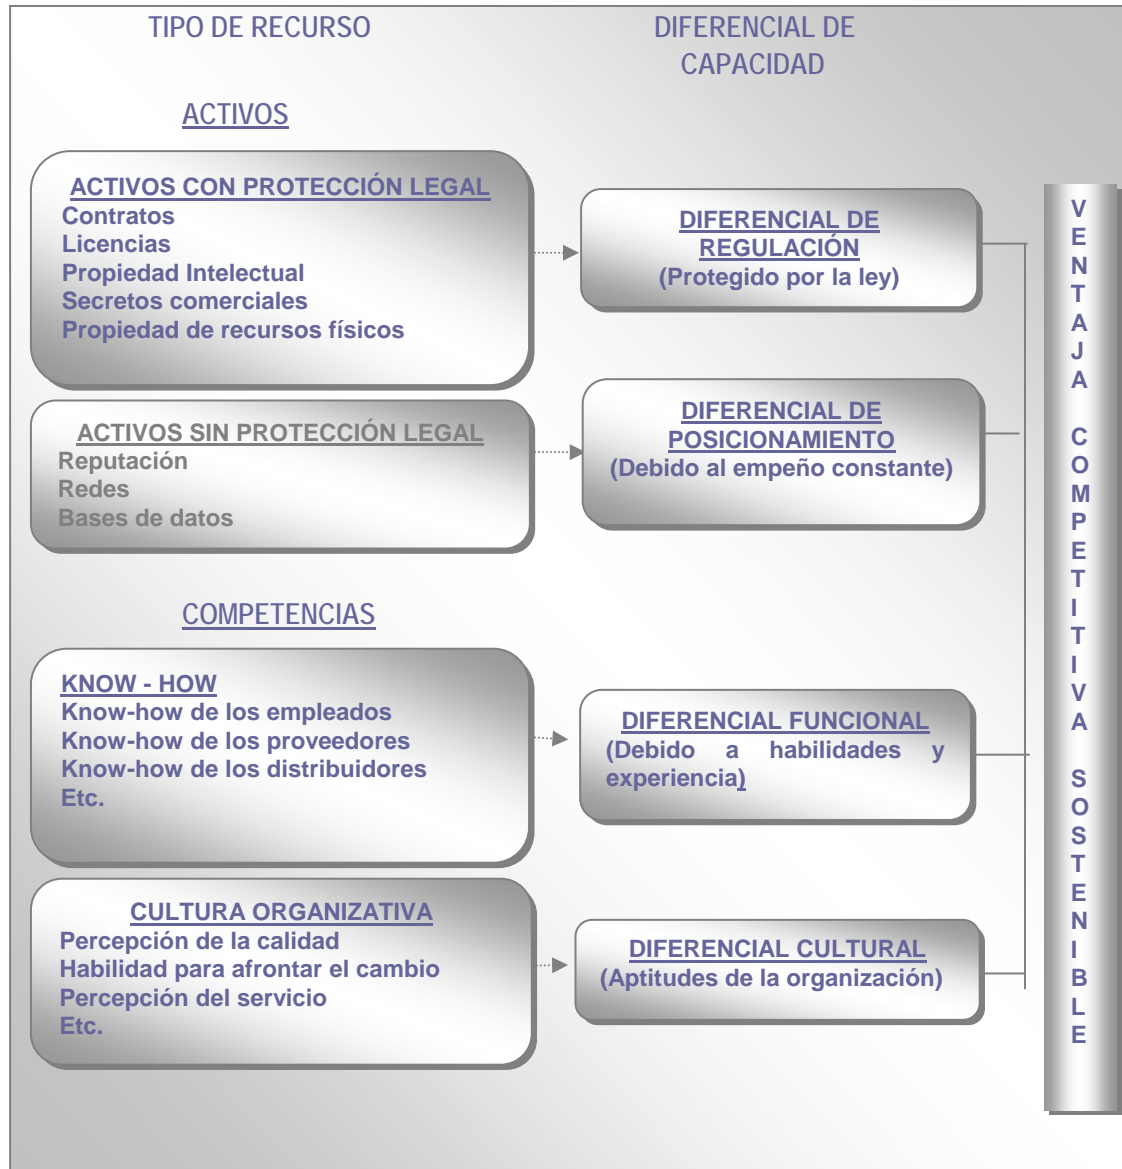 TIPO DE RECURSO
DIFERENCIAL DE
CAPACIDAD
ACTIVOS
ACTIVOS CON PROTECCIÓN LEGAL
Contratos
Licencias
Propiedad Intelectual
Secretos comerciales
Propiedad de recursos físicos
DIFERENCIAL DE
REGULACIÓN
(Protegido por la ley)
ACTIVOS SIN PROTECCIÓN LEGAL
Reputación
Redes
Bases de datos
DIFERENCIAL DE
POSICIONAMIENTO
(Debido al empeño constante)
COMPETENCIAS
KNOW - HOW
Know-how de los empleados
Know-how de los proveedores
Know-how de los distribuidores
Etc.
DIFERENCIAL FUNCIONAL
(Debido a habilidades y
experiencia)
CULTURA ORGANIZATIVA
Percepción de la calidad
Habilidad para afrontar el cambio
Percepción del servicio
Etc.
DIFERENCIAL CULTURAL
(Aptitudes de la organización)
VENTAJA COMPETITIVA SOSTENIBLE